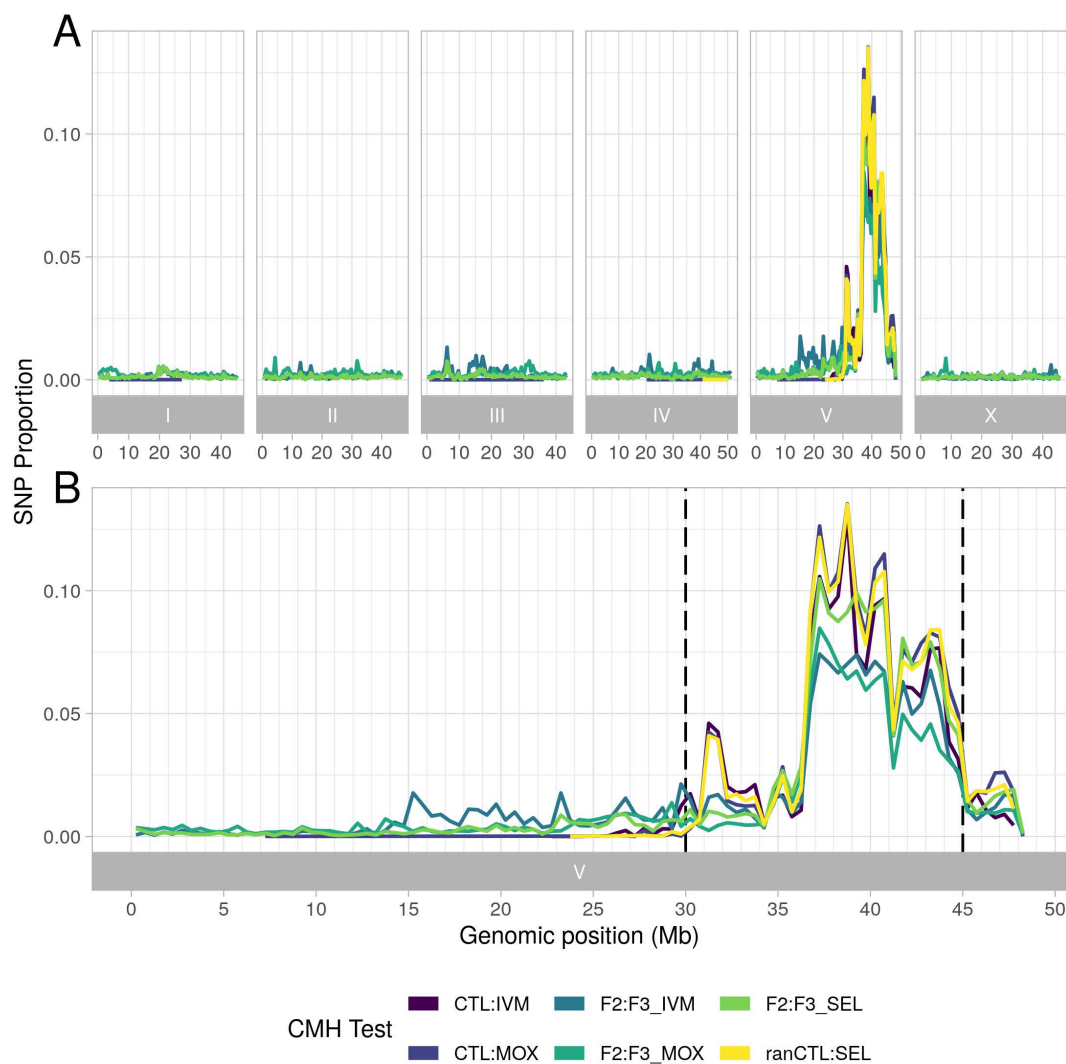 A
SNP Proportion
0.10
0.05
0.00
I II III IV V X
0 10 20 30 40 0 10 20 30 40 0 10 20 30 40 0 10 20 30 40 50 0 10 20 30 40 50 0 10 20 30 40
B
0.10
0.05
0.00
V
0 5 10 15 20 25 30 35 40 45 50
Genomic position (Mb)
CMH Test
CTL:IVM F2:F3_IVM F2:F3_SEL
CTL:MOX F2:F3_MOX ranCTL:SEL